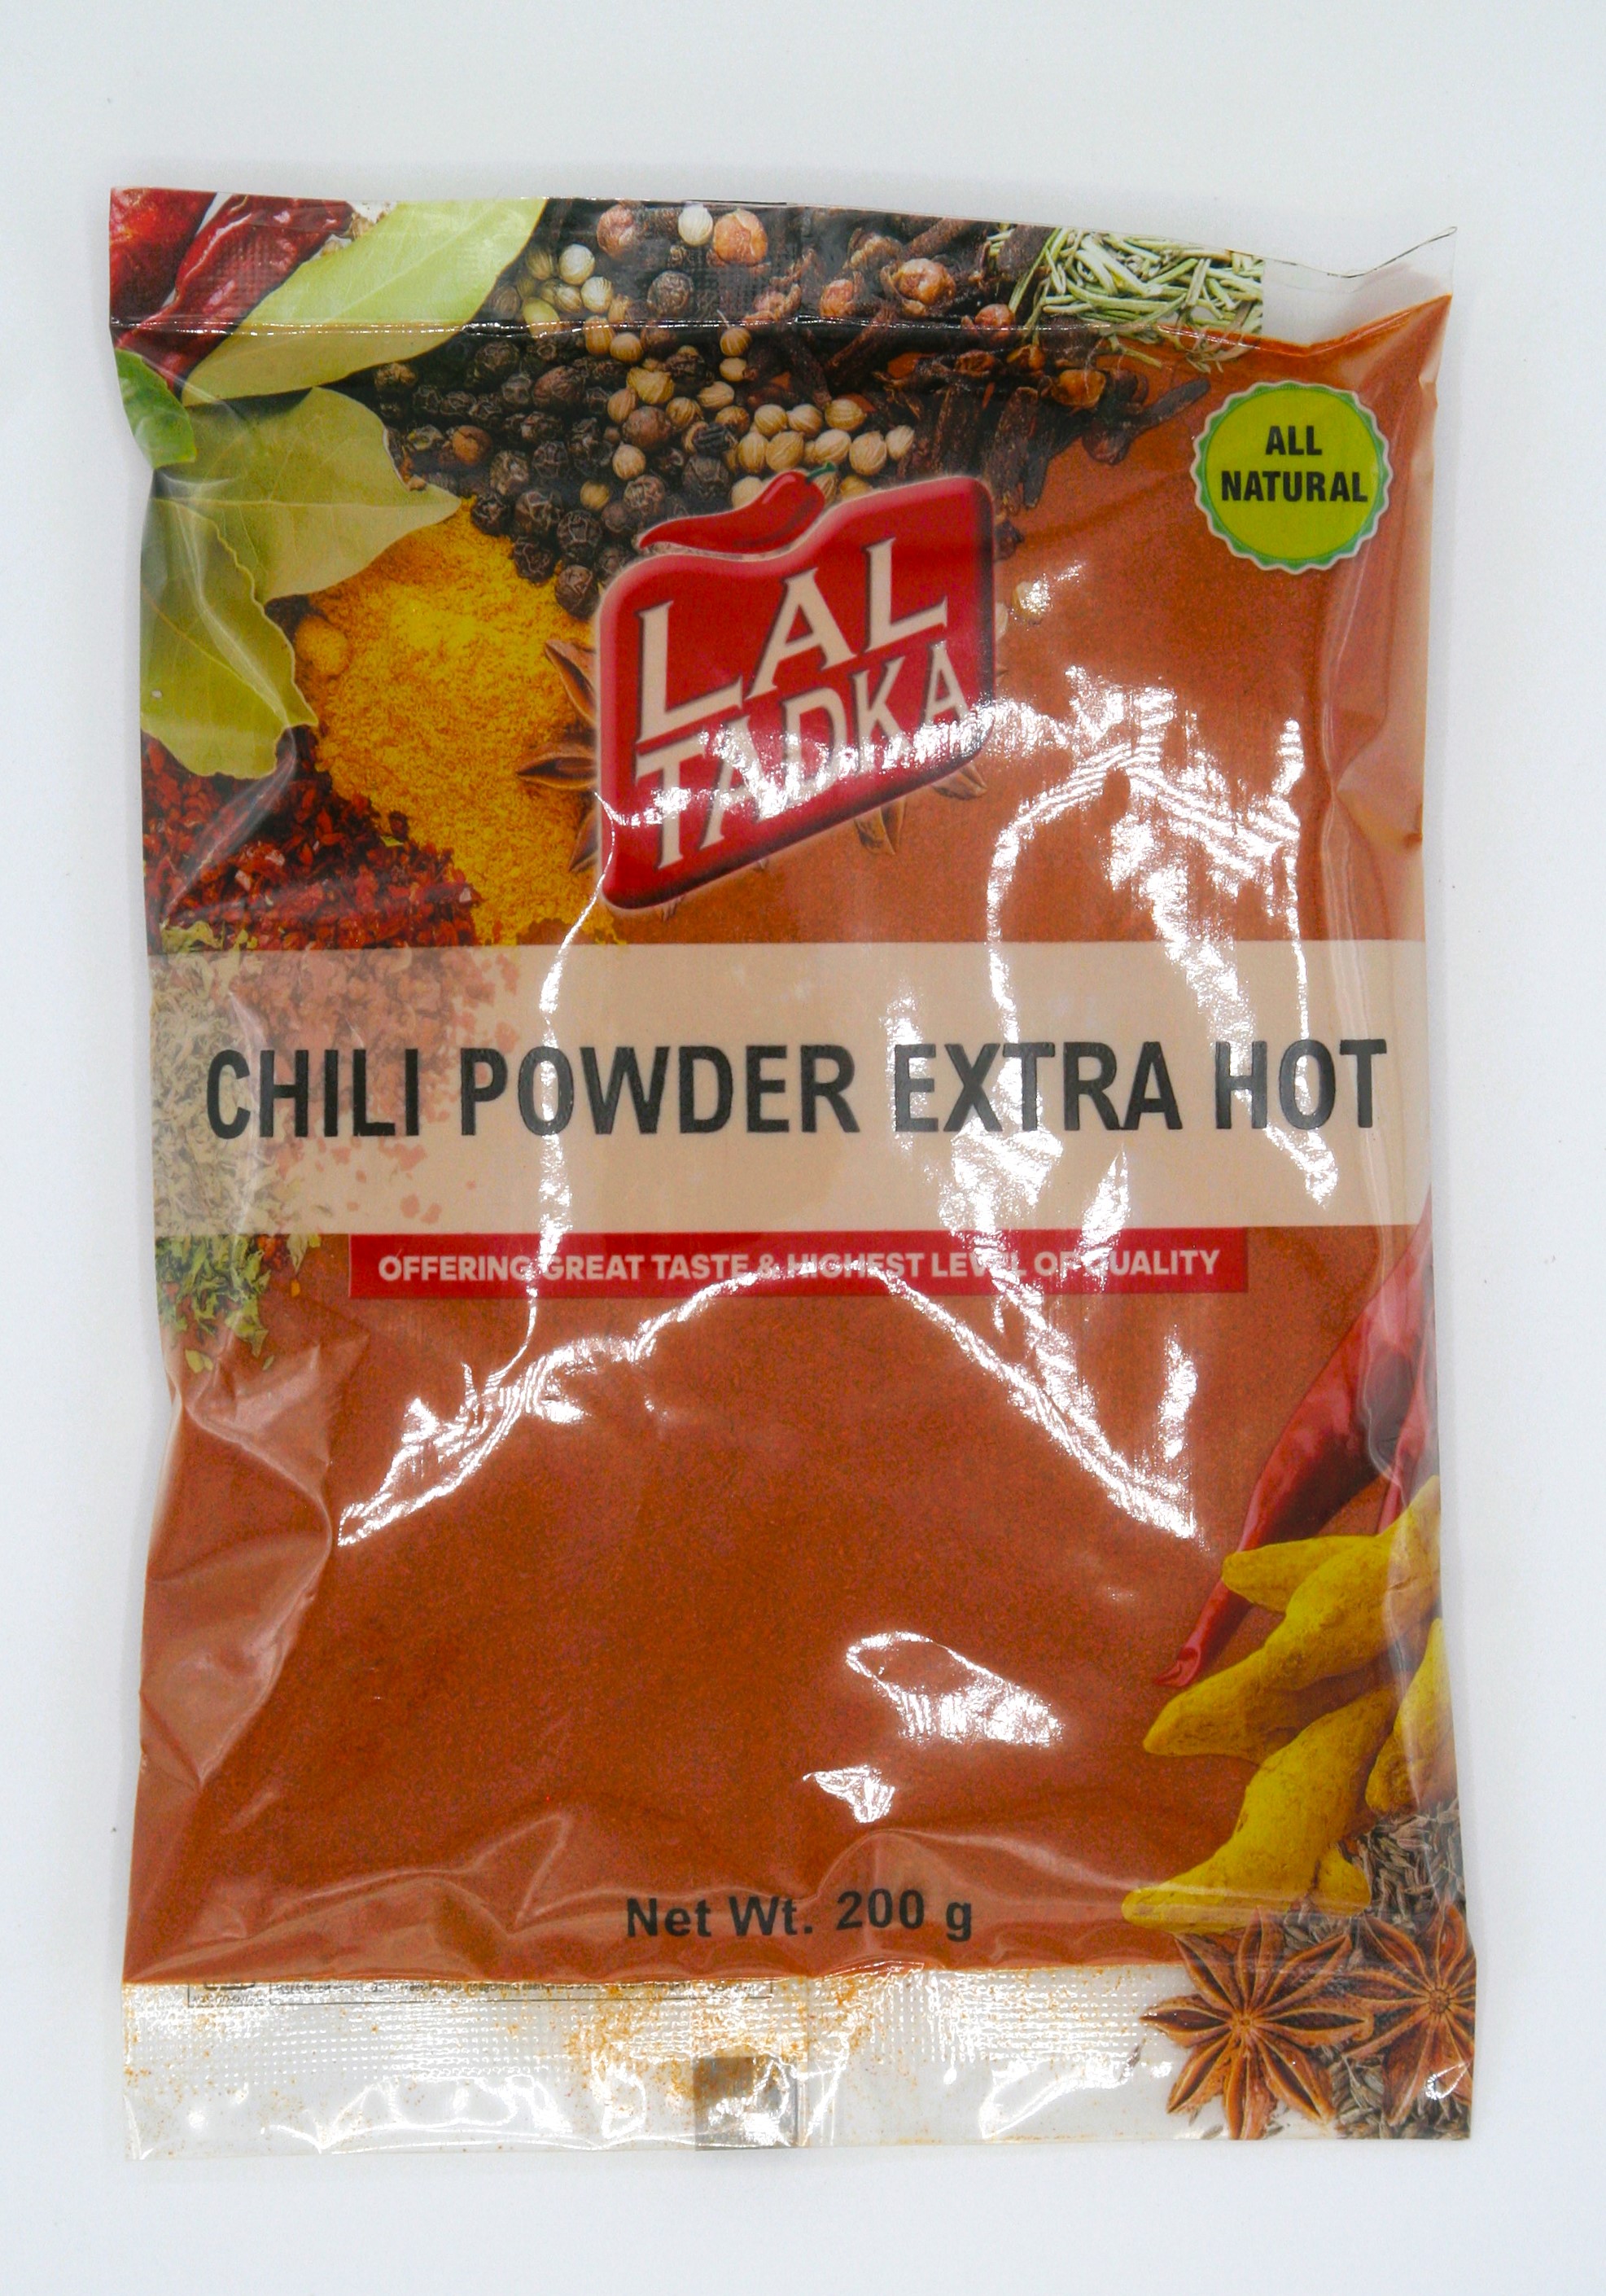 ALL
NATURAL
LAL
TADKA
CHILI POWDER EXTRA HOT
OFFERING GREAT TASTE & HIGHEST LEVEL OF QUALITY
Net Wt. 200 g